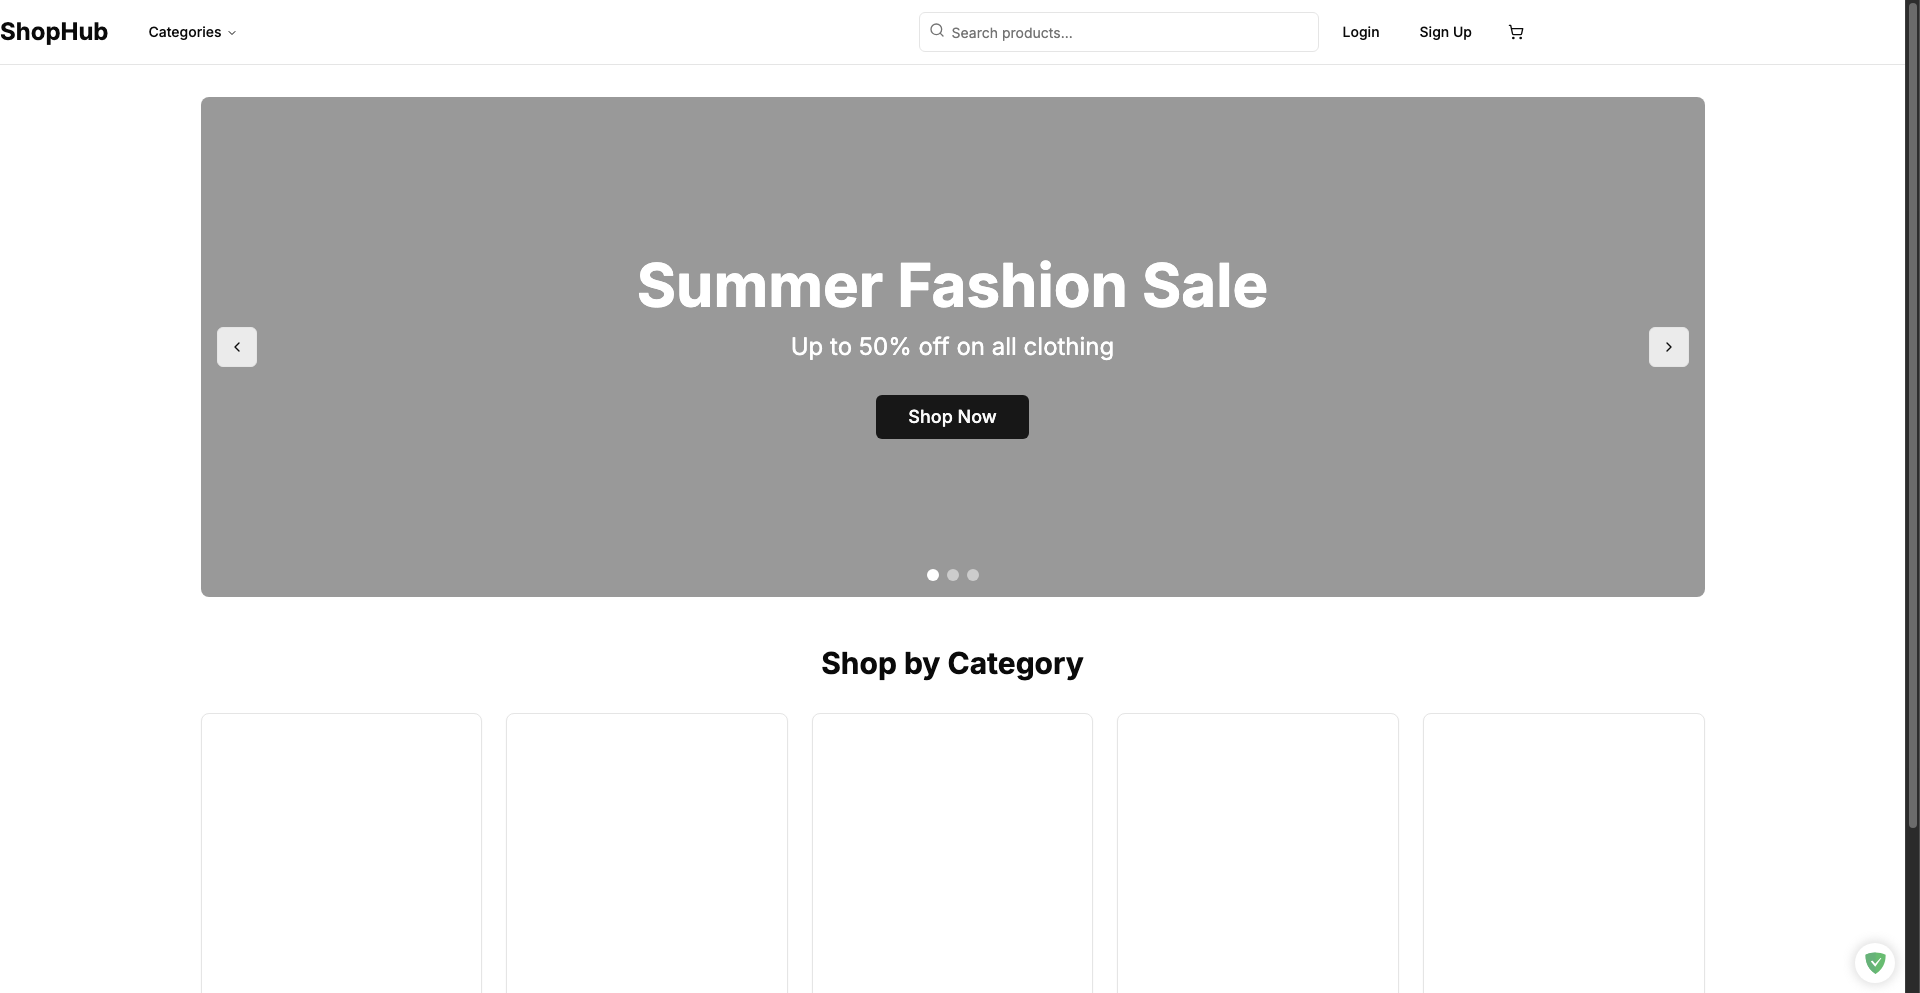 ShopHub
Categories
Search products...
Login
Sign Up
Summer Fashion Sale
Up to 50% off on all clothing
Shop Now
Shop by Category